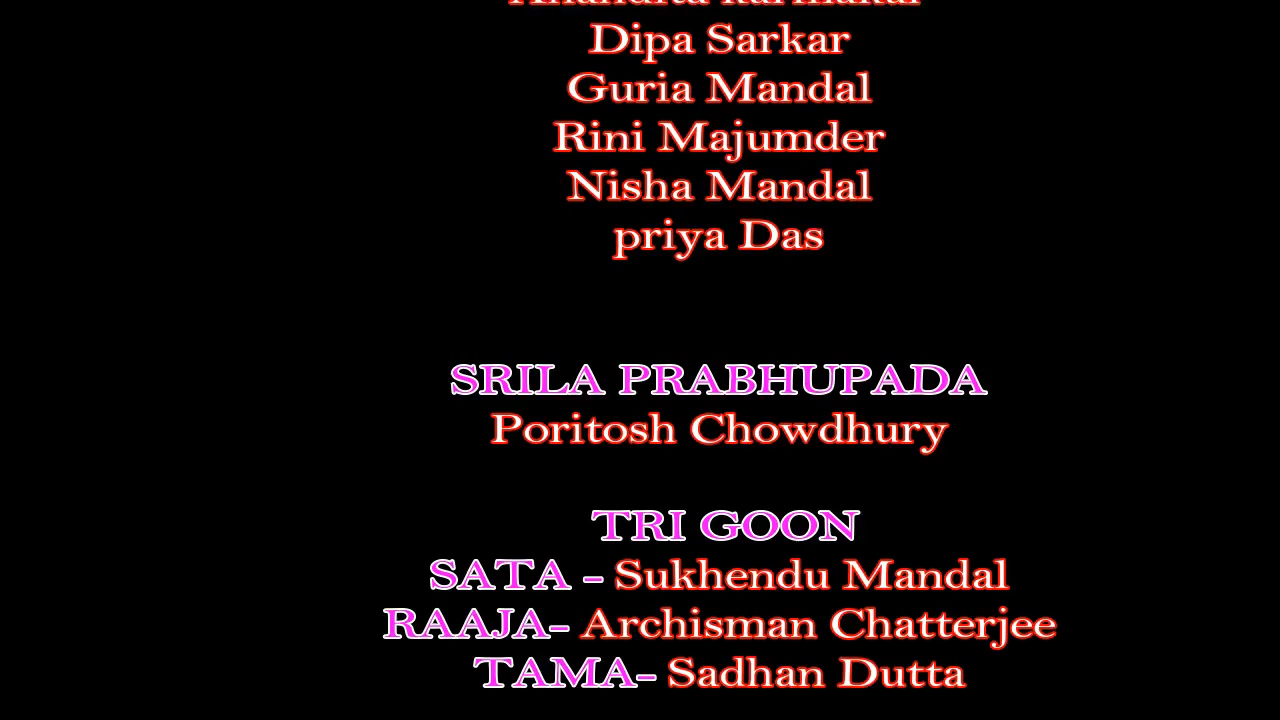 Dipa Sarkar
Guria Mandal
Rini Majumder
Nisha Mandal
priya Das
SRILA PRABHUPADA
Poritosh Chowdhury
TRI GOON
SATA - Sukhendu Mandal
RAAJA- Archisman Chatterjee
TAMA- Sadhan Dutta